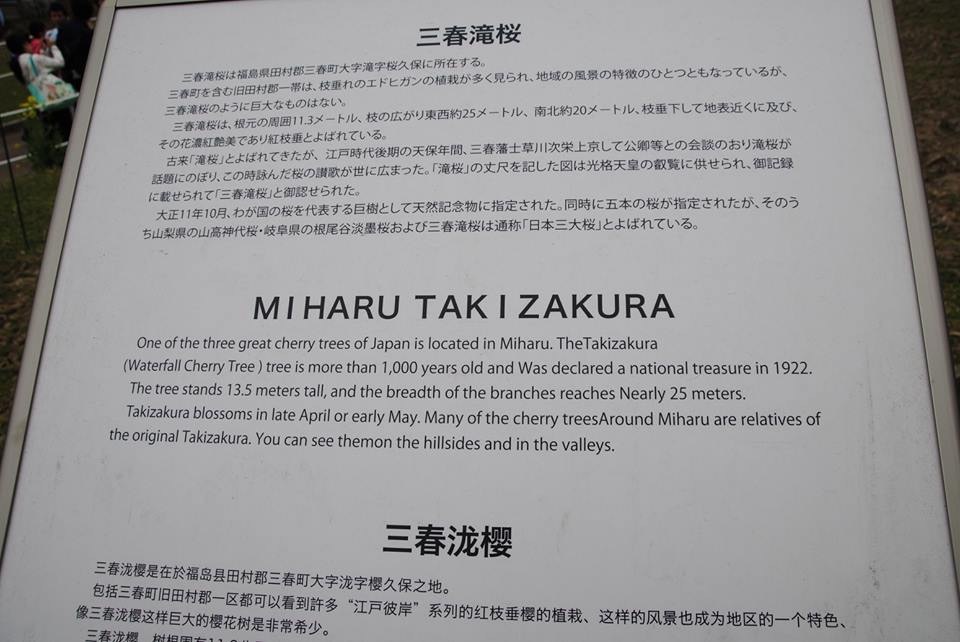 三春滝桜
三春滝桜は福島県田村郡三春町大字滝字桜久保に所在する。
三春町を含む旧田村郡一帯は、枝垂れのエドヒガンの植栽が多く見られ、地域の風景の特徴のひとつともなっているが、
三春滝桜のように巨大なものはない。
三春滝桜は、根元の周囲11.3メートル、枝の広がり東西約25メートル、南北約20メートル、枝垂下して地表近くに及び、
その花濃紅艶美であり紅枝垂とよばれている。
古来「滝桜」とよばれてきたが、江戸時代後期の天保年間、三春藩士草川次栄上京して公卿等との会談のおり滝桜が
話題にのぼり、この時詠んだ桜の讃歌が世に広まった。「滝桜」の丈尺を記した図は光格天皇の叡覧に供せられ、御記録
に載せられて「三春滝桜」と御認せられた。
大正11年10月、わが国の桜を代表する巨樹として天然記念物に指定された。同時に五本の桜が指定されたが、そのう
ち山梨県の山高神代桜・岐阜県の根尾谷淡墨桜および三春滝桜は通称「日本三大桜」とよばれている。
MIHARU TAKIZAKURA
One of the three great cherry trees of Japan is located in Miharu. TheTakizakura
(Waterfall Cherry Tree ) tree is more than 1,000 years old and Was declared a national treasure in 1922.
The tree stands 13.5 meters tall, and the breadth of the branches reaches Nearly 25 meters.
Takizakura blossoms in late April or early May. Many of the cherry treesAround Miharu are relatives of
the original Takizakura. You can see themon the hillsides and in the valleys.
三春泷樱
三春泷樱是在於福岛县田村郡三春町大字泷字樱久保之地。
包括三春町旧田村郡一区都可以看到許多“江戸彼岸”系列的红枝垂樱的植栽、这样的风景也成为地区的一个特色、
像三春泷樱这样巨大的樱花树是非常希少。
三春泷樱、树根周有11.3